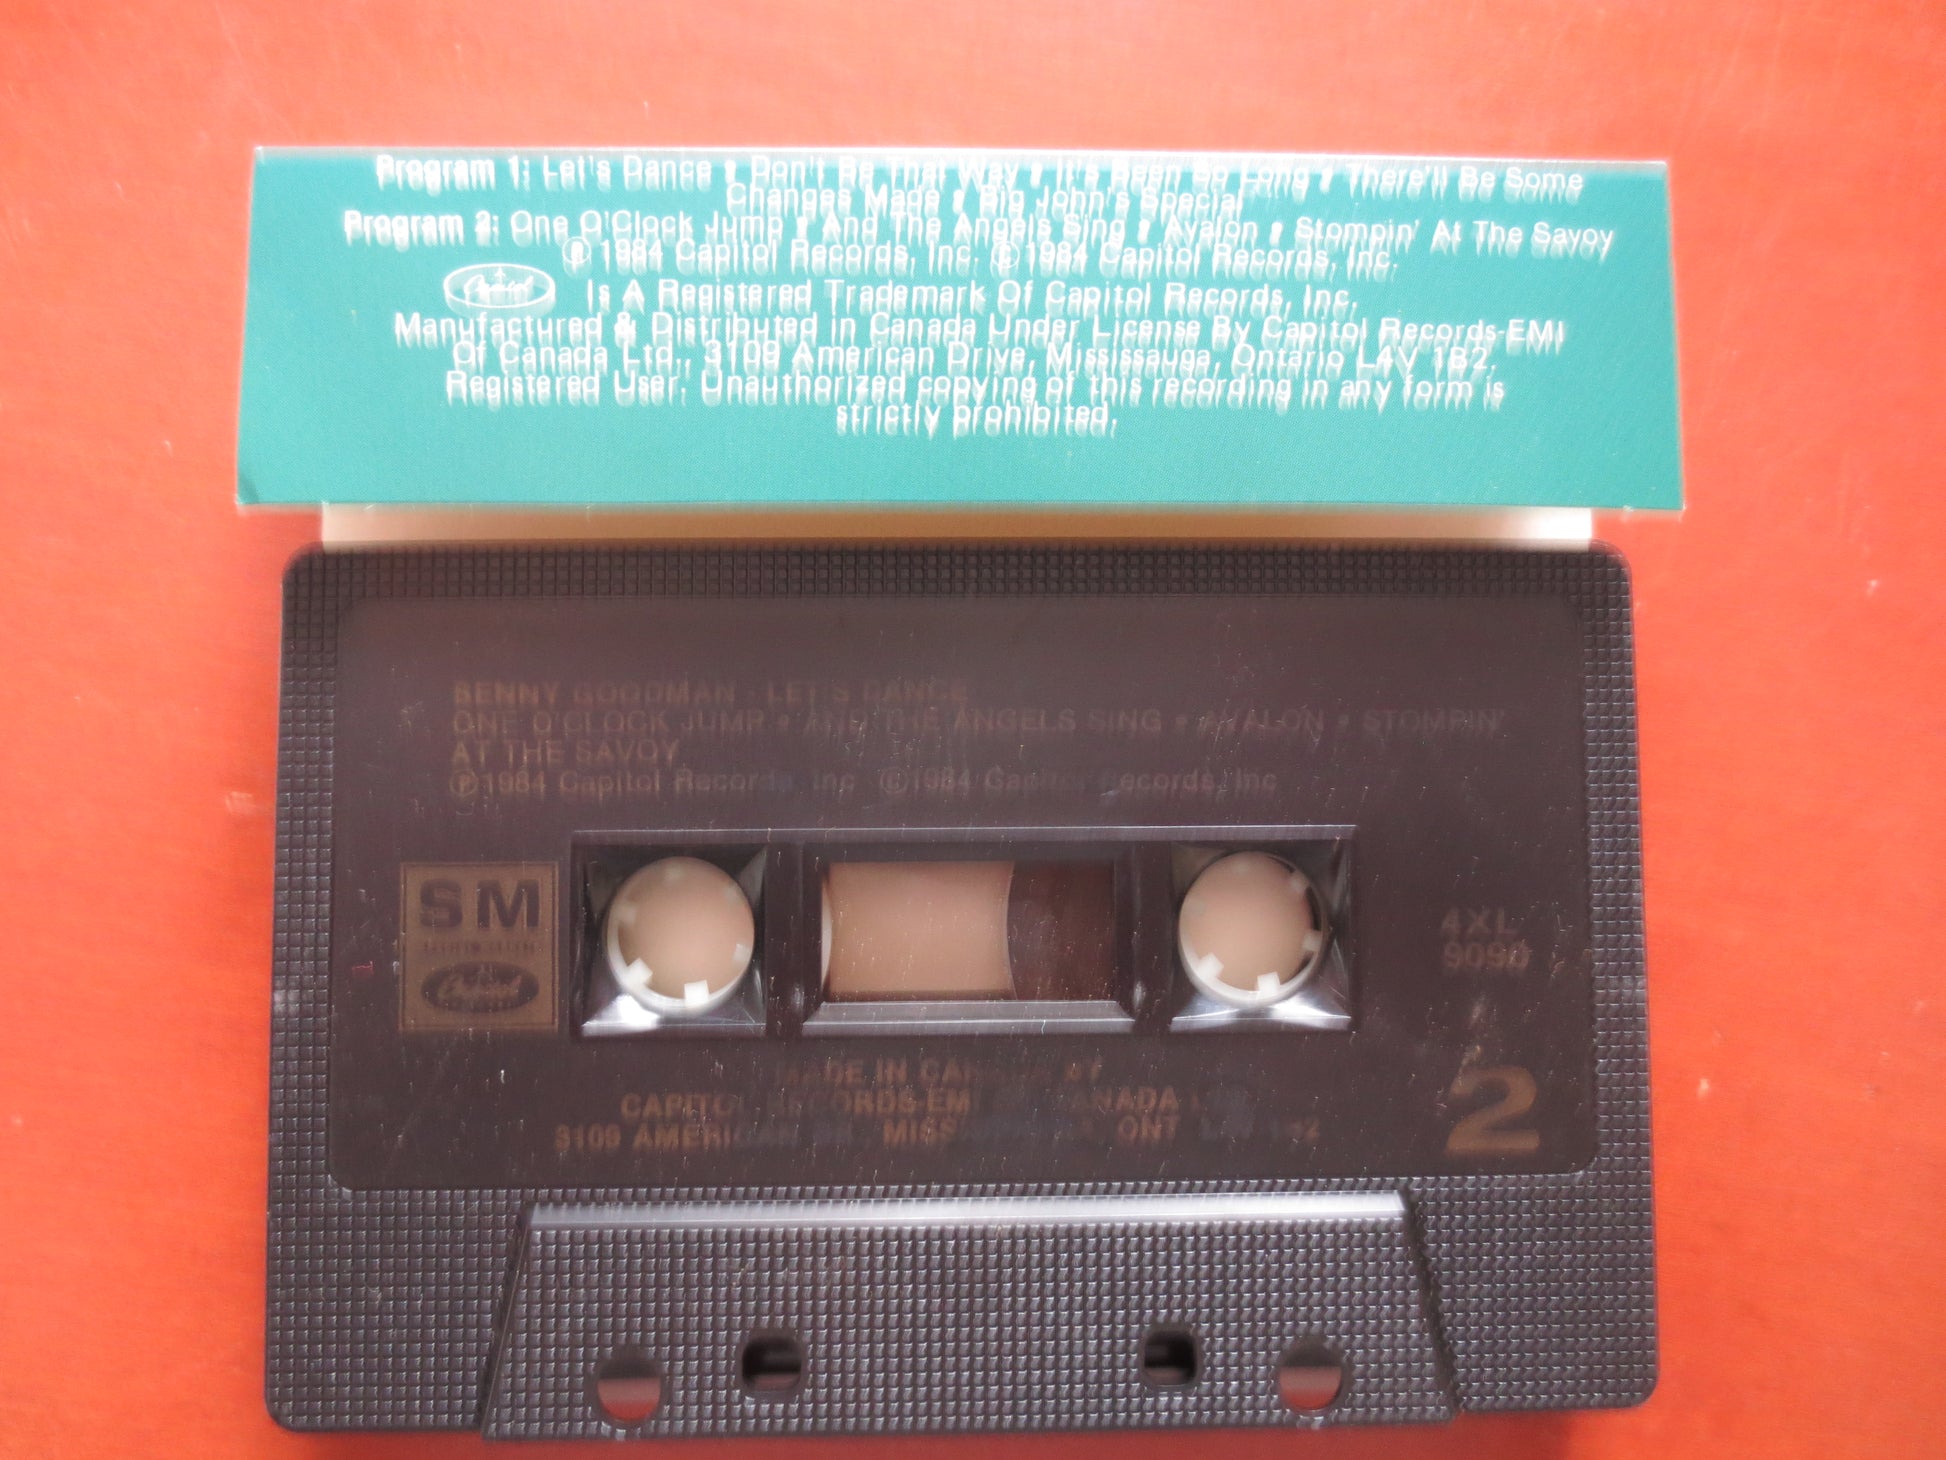 Program 1: Let's Dance • Don't Be That Way • It's Been So Long • There'll Be Some
Changes Made • Big John's Special
Program 2: One O'Clock Jump • And The Angels Sing • Avalon • Stompin' At The Savoy
℗ 1984 Capitol Records, Inc. © 1984 Capitol Records, Inc.
Capitol Is A Registered Trademark Of Capitol Records, Inc.
Manufactured & Distributed in Canada Under License By Capitol Records-EMI
Of Canada Ltd., 3109 American Drive, Mississauga, Ontario L4V 1B2.
Registered User. Unauthorized copying of this recording in any form is
strictly prohibited.
BENNY GOODMAN - LET'S DANCE
ONE O'CLOCK JUMP • AND THE ANGELS SING • AVALON • STOMPIN'
AT THE SAVOY
℗ 1984 Capitol Records, Inc © 1984 Capitol Records, Inc
SM
Capitol
4XL
9090
2
MADE IN CANADA BY
CAPITOL RECORDS-EMI CANADA
3109 AMERICAN DR., MISSISSAUGA, ONT